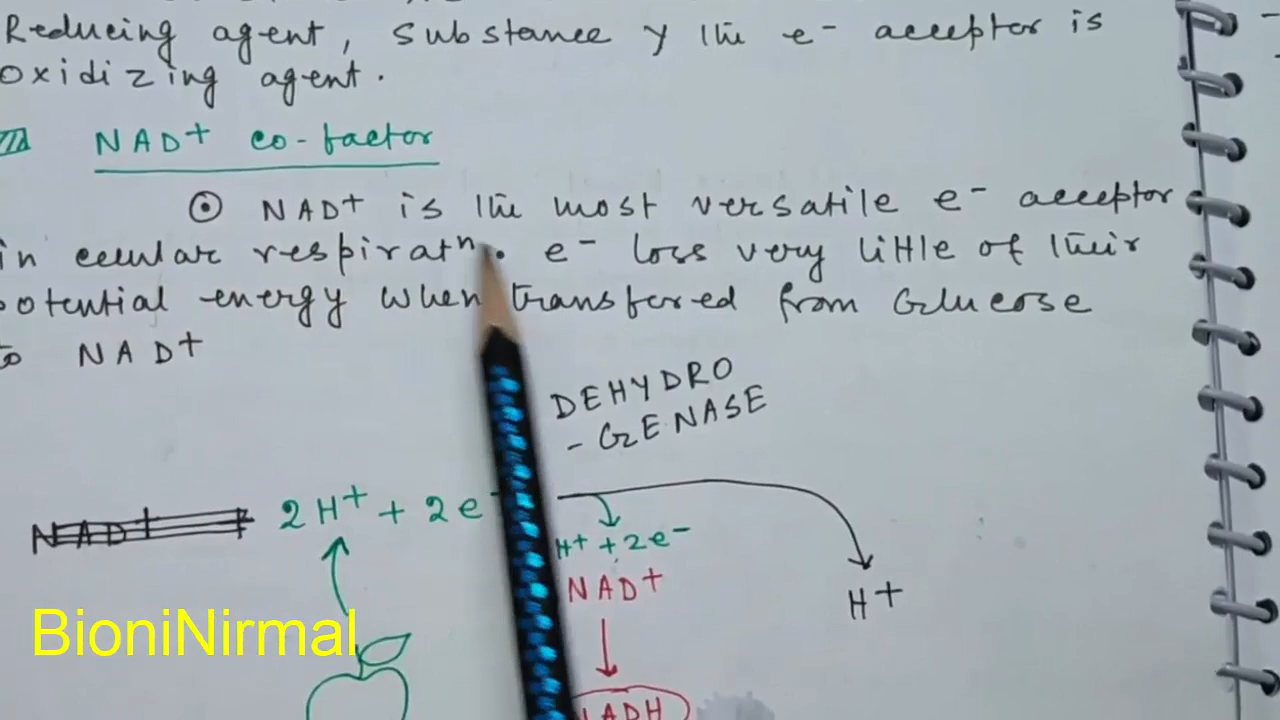 Reducing agent, substance y the e- acceptor is
oxidizing agent.
NAD+ co-factor
⊙ NAD+ is the most versatile e- acceptor
in cellular respiratn. e- loss very little of their
potential energy when transferred from Glucose
to NAD+
DEHYDRO
-GENASE
NAD+
2H+ + 2e-
H+ + 2e-
NAD+
H+
BioniNirmal